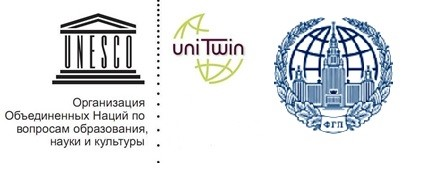 UNESCO
Организация
Объединенных Наций по
вопросам образования,
науки и культуры
uniTwin
ФГП